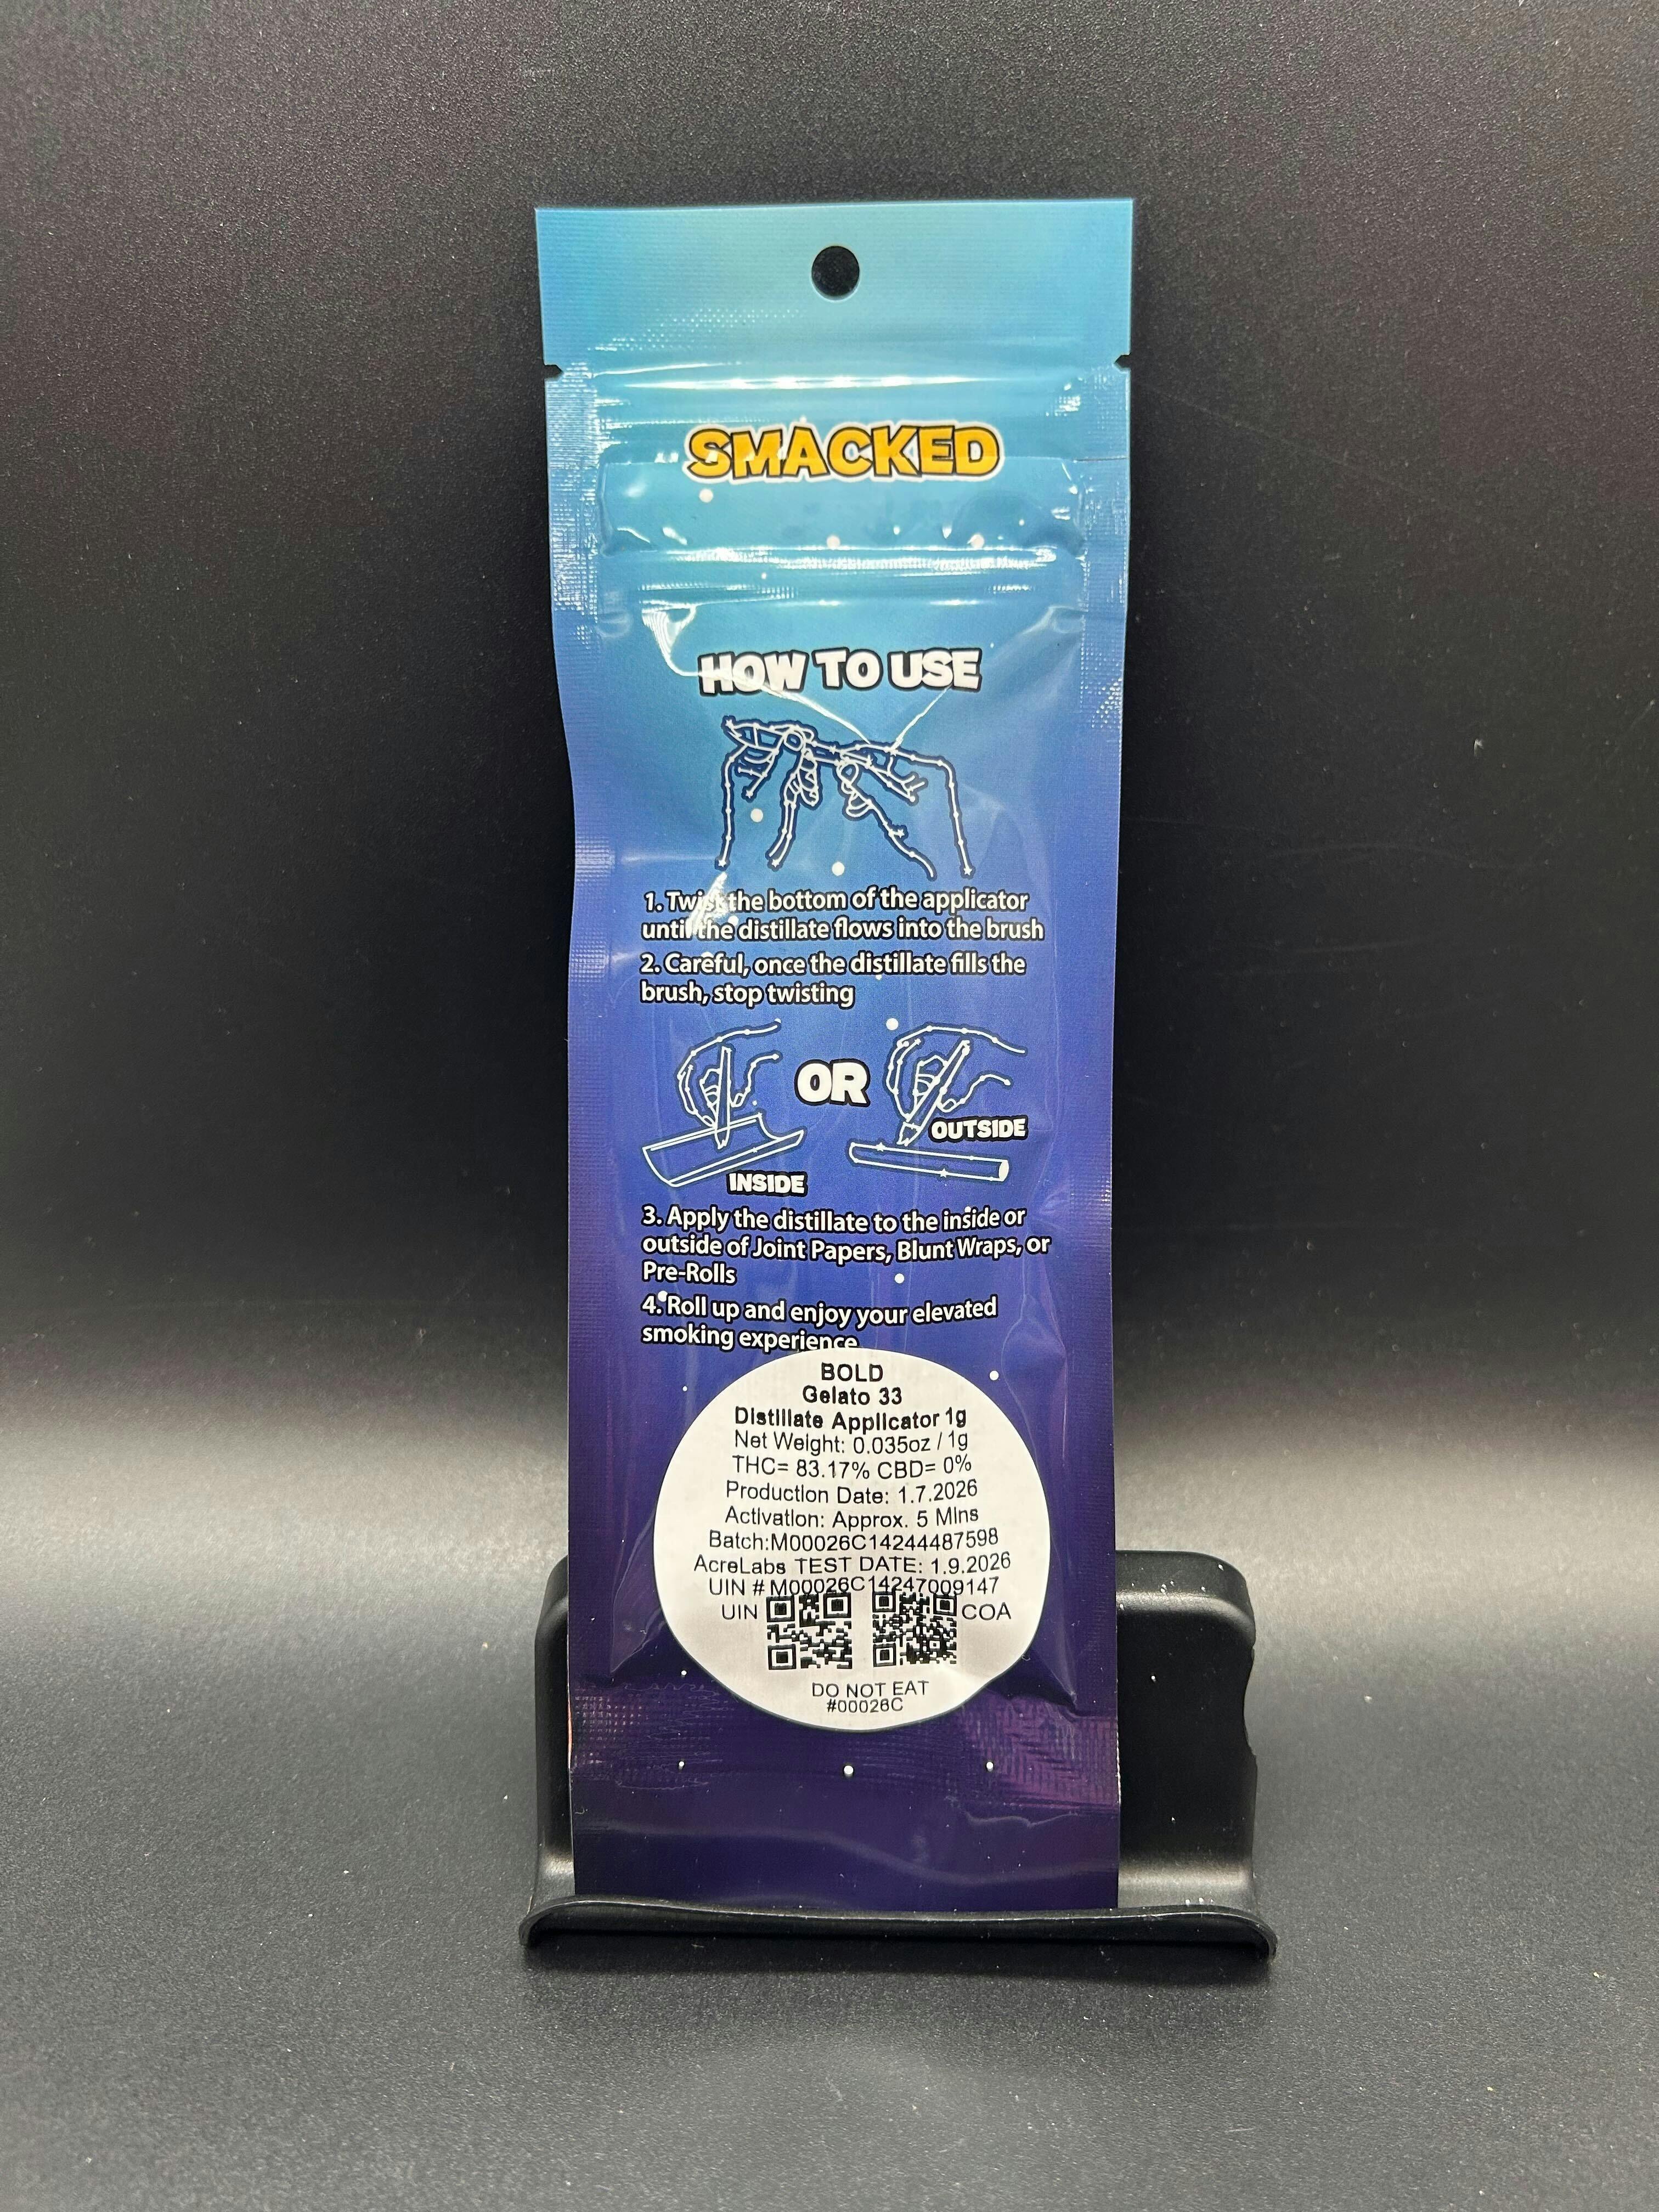 SMACKED
HOW TO USE
1. Twist the bottom of the applicator
until the distillate flows into the brush
2. Careful, once the distillate fills the
brush, stop twisting
OR
OUTSIDE
INSIDE
3. Apply the distillate to the inside or
outside of Joint Papers, Blunt Wraps, or
Pre-Rolls
4. Roll up and enjoy your elevated
smoking experience
BOLD
Gelato 33
Distillate Applicator 1g
Net Weight: 0.035oz / 1g
THC= 83.17% CBD= 0%
Production Date: 1.7.2026
Activation: Approx. 5 Mins
Batch:M00026C14244487598
AcreLabs TEST DATE: 1.9.2026
UIN # M00026C14247009147
UIN COA
DO NOT EAT
#00026C